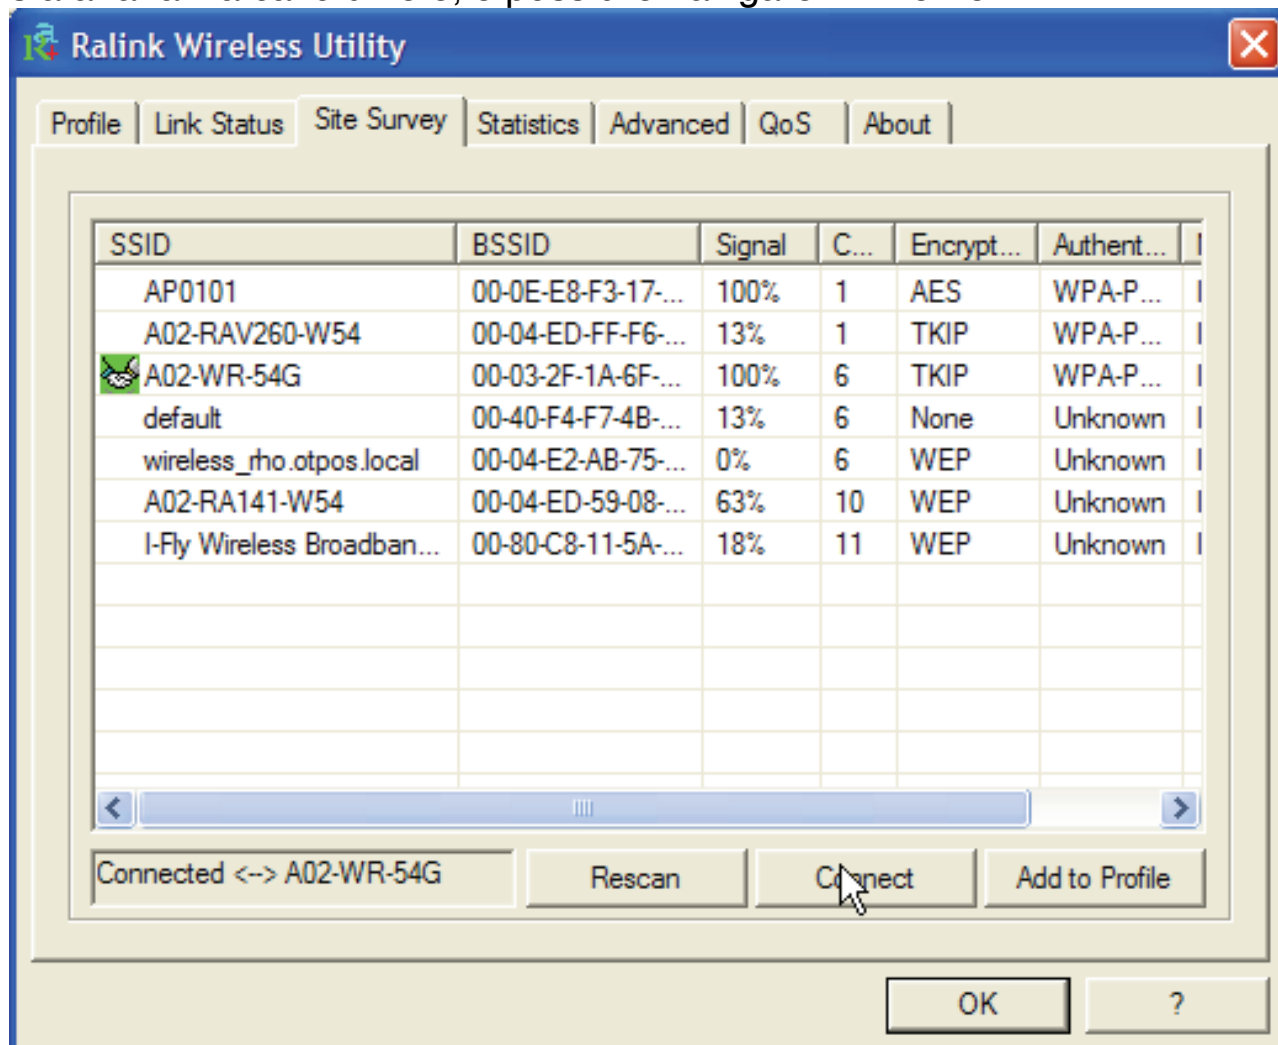 Ralink Wireless Utility
Profile Link Status Site Survey Statistics Advanced QoS About
SSID BSSID Signal C... Encrypt... Authent...
AP0101 00-0E-E8-F3-17-... 100% 1 AES WPA-P...
A02-RAV260-W54 00-04-ED-FF-F6-... 13% 1 TKIP WPA-P...
A02-WR-54G 00-03-2F-1A-6F-... 100% 6 TKIP WPA-P...
default 00-40-F4-F7-4B-... 13% 6 None Unknown
wireless_rho.otpos.local 00-04-E2-AB-75-... 0% 6 WEP Unknown
A02-RA141-W54 00-04-ED-59-08-... 63% 10 WEP Unknown
I-Fly Wireless Broadban... 00-80-C8-11-5A-... 18% 11 WEP Unknown
Connected <--> A02-WR-54G Rescan Connect Add to Profile
OK ?